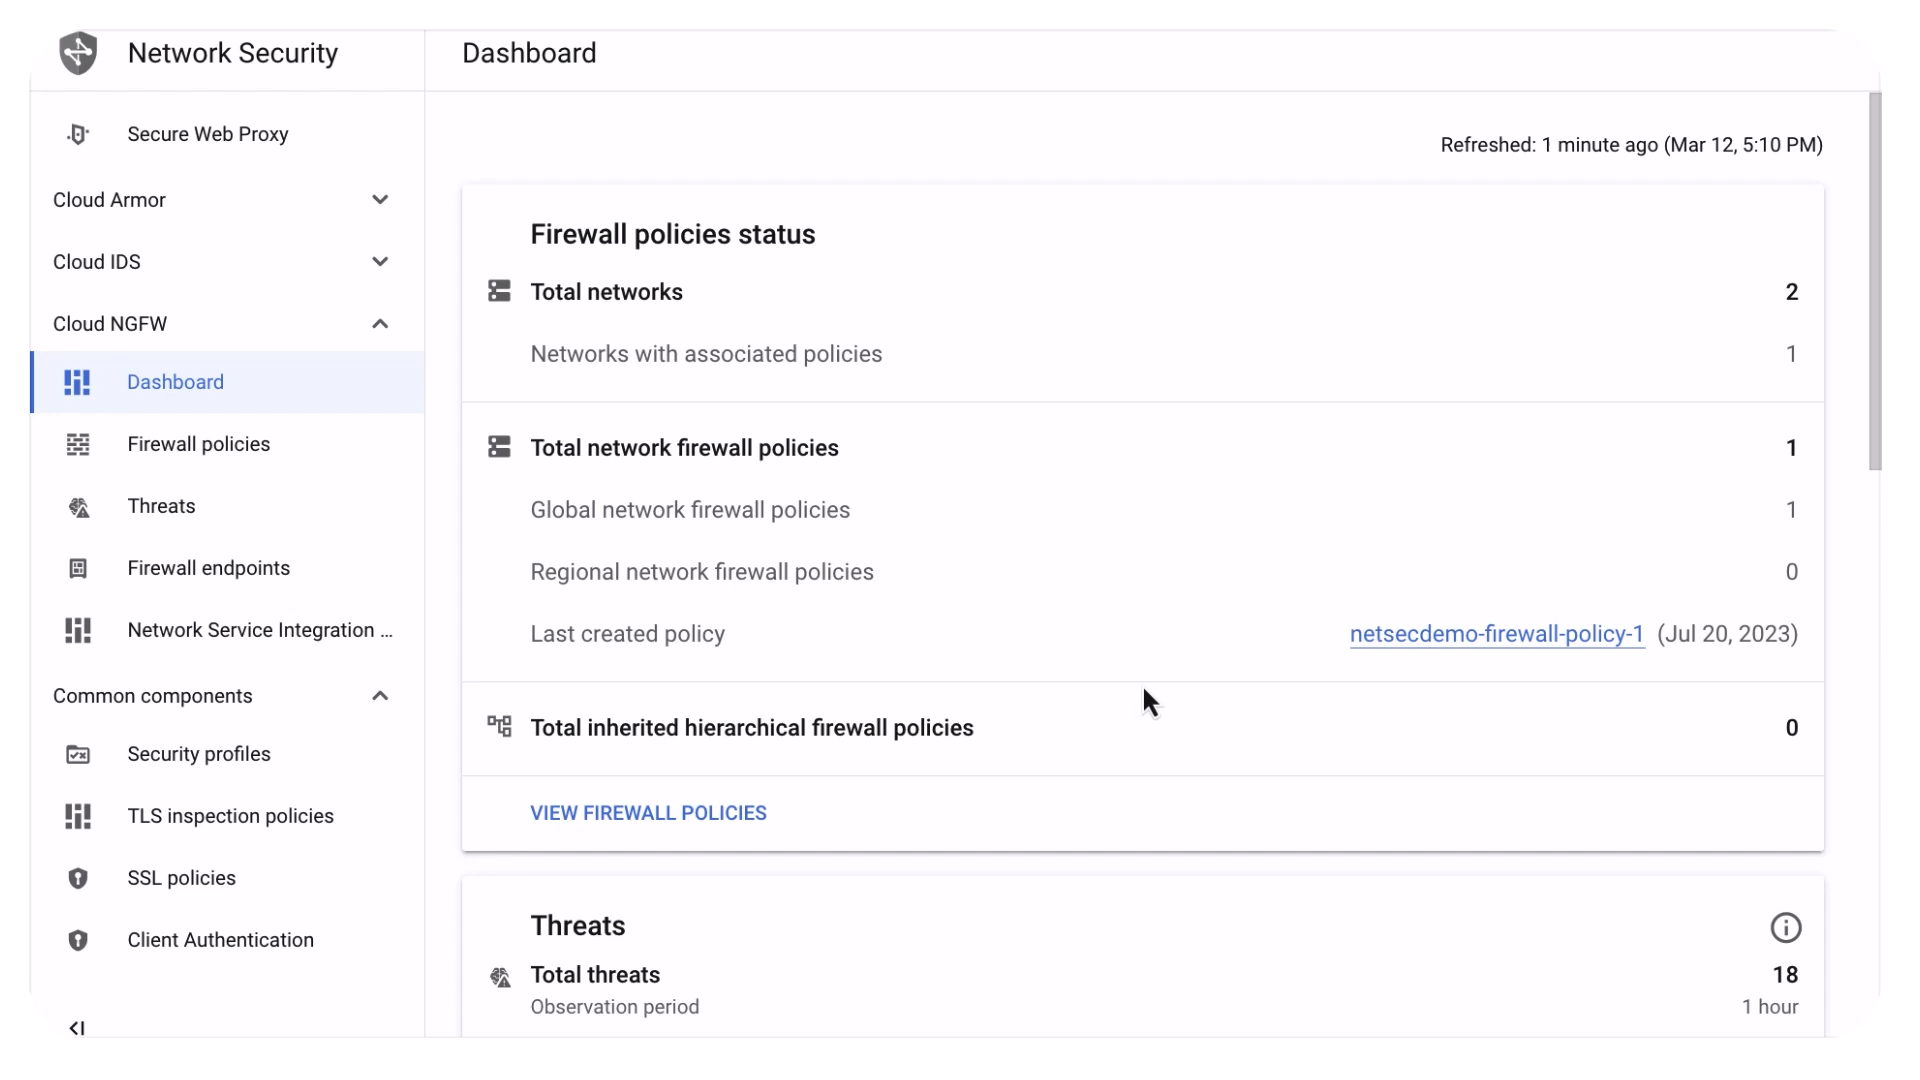 Network Security
Dashboard
Secure Web Proxy
Cloud Armor
Cloud IDS
Cloud NGFW
Dashboard
Firewall policies
Threats
Firewall endpoints
Network Service Integration ...
Common components
Security profiles
TLS inspection policies
SSL policies
Client Authentication
Refreshed: 1 minute ago (Mar 12, 5:10 PM)
Firewall policies status
Total networks 2
Networks with associated policies 1
Total network firewall policies 1
Global network firewall policies 1
Regional network firewall policies 0
Last created policy netsecdemo-firewall-policy-1 (Jul 20, 2023)
Total inherited hierarchical firewall policies 0
VIEW FIREWALL POLICIES
Threats
Total threats 18
Observation period 1 hour